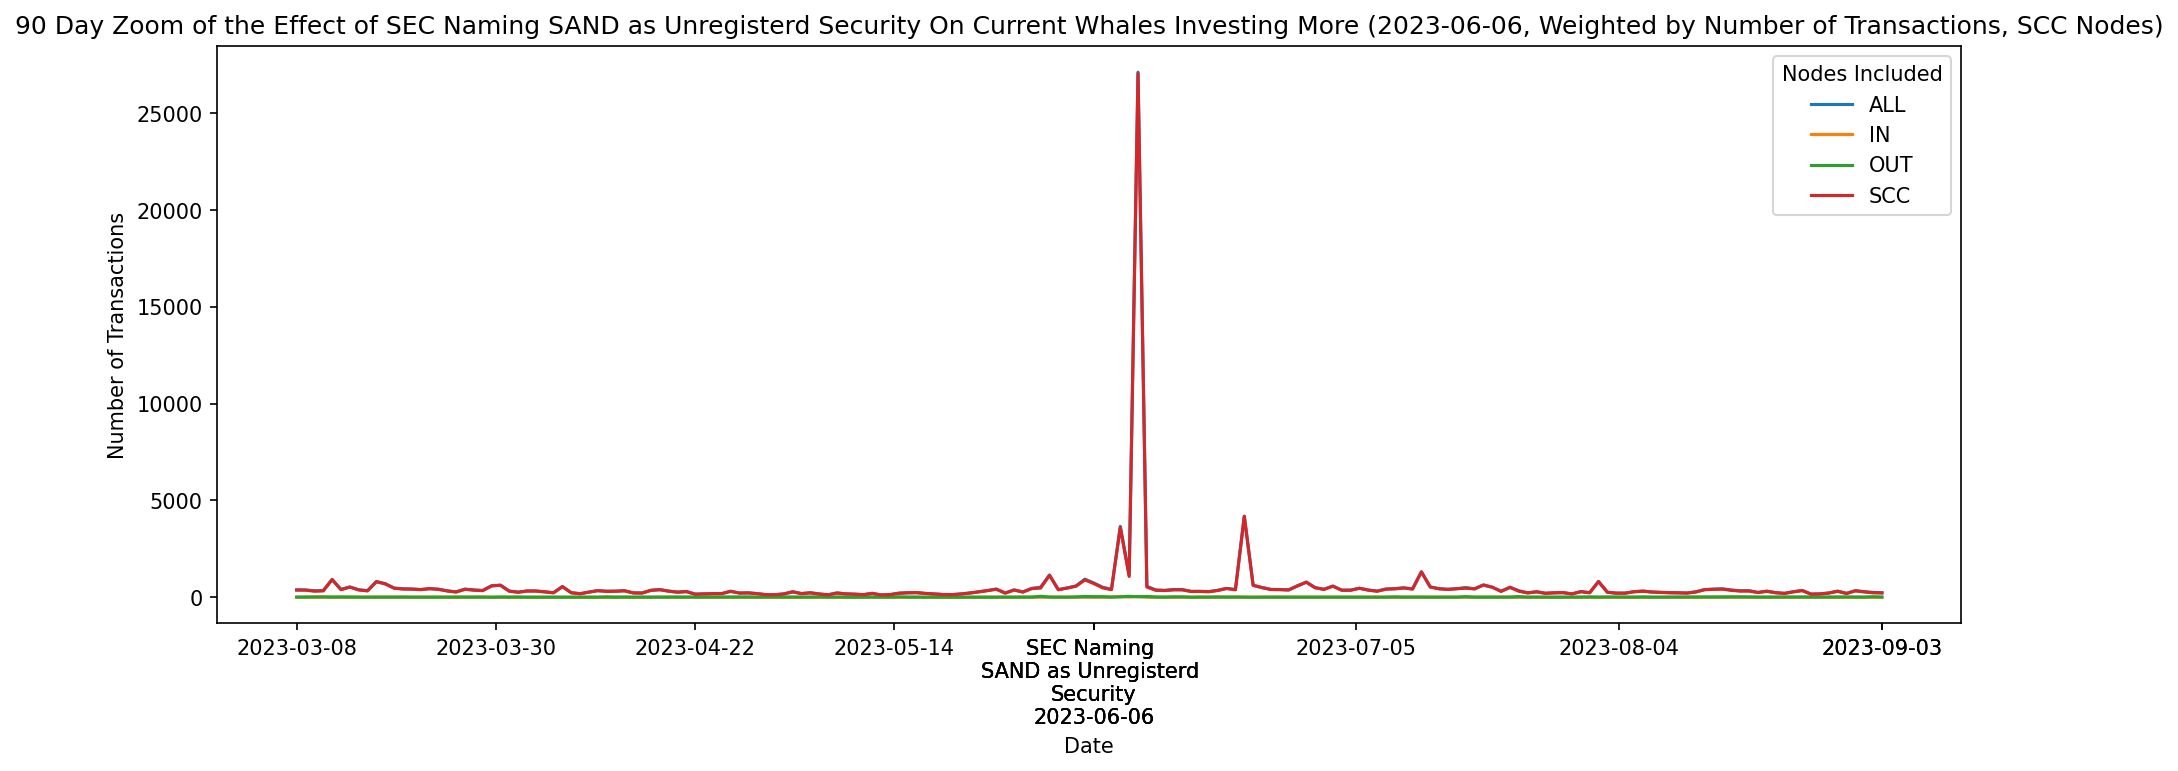 90 Day Zoom of the Effect of SEC Naming SAND as Unregisterd Security On Current Whales Investing More (2023-06-06, Weighted by Number of Transactions, SCC Nodes)
Nodes Included
ALL
IN
OUT
SCC
Number of Transactions
25000
20000
15000
10000
5000
0
2023-03-08
2023-03-30
2023-04-22
2023-05-14
SEC Naming
SAND as Unregisterd
Security
2023-06-06
2023-07-05
2023-08-04
2023-09-03
Date